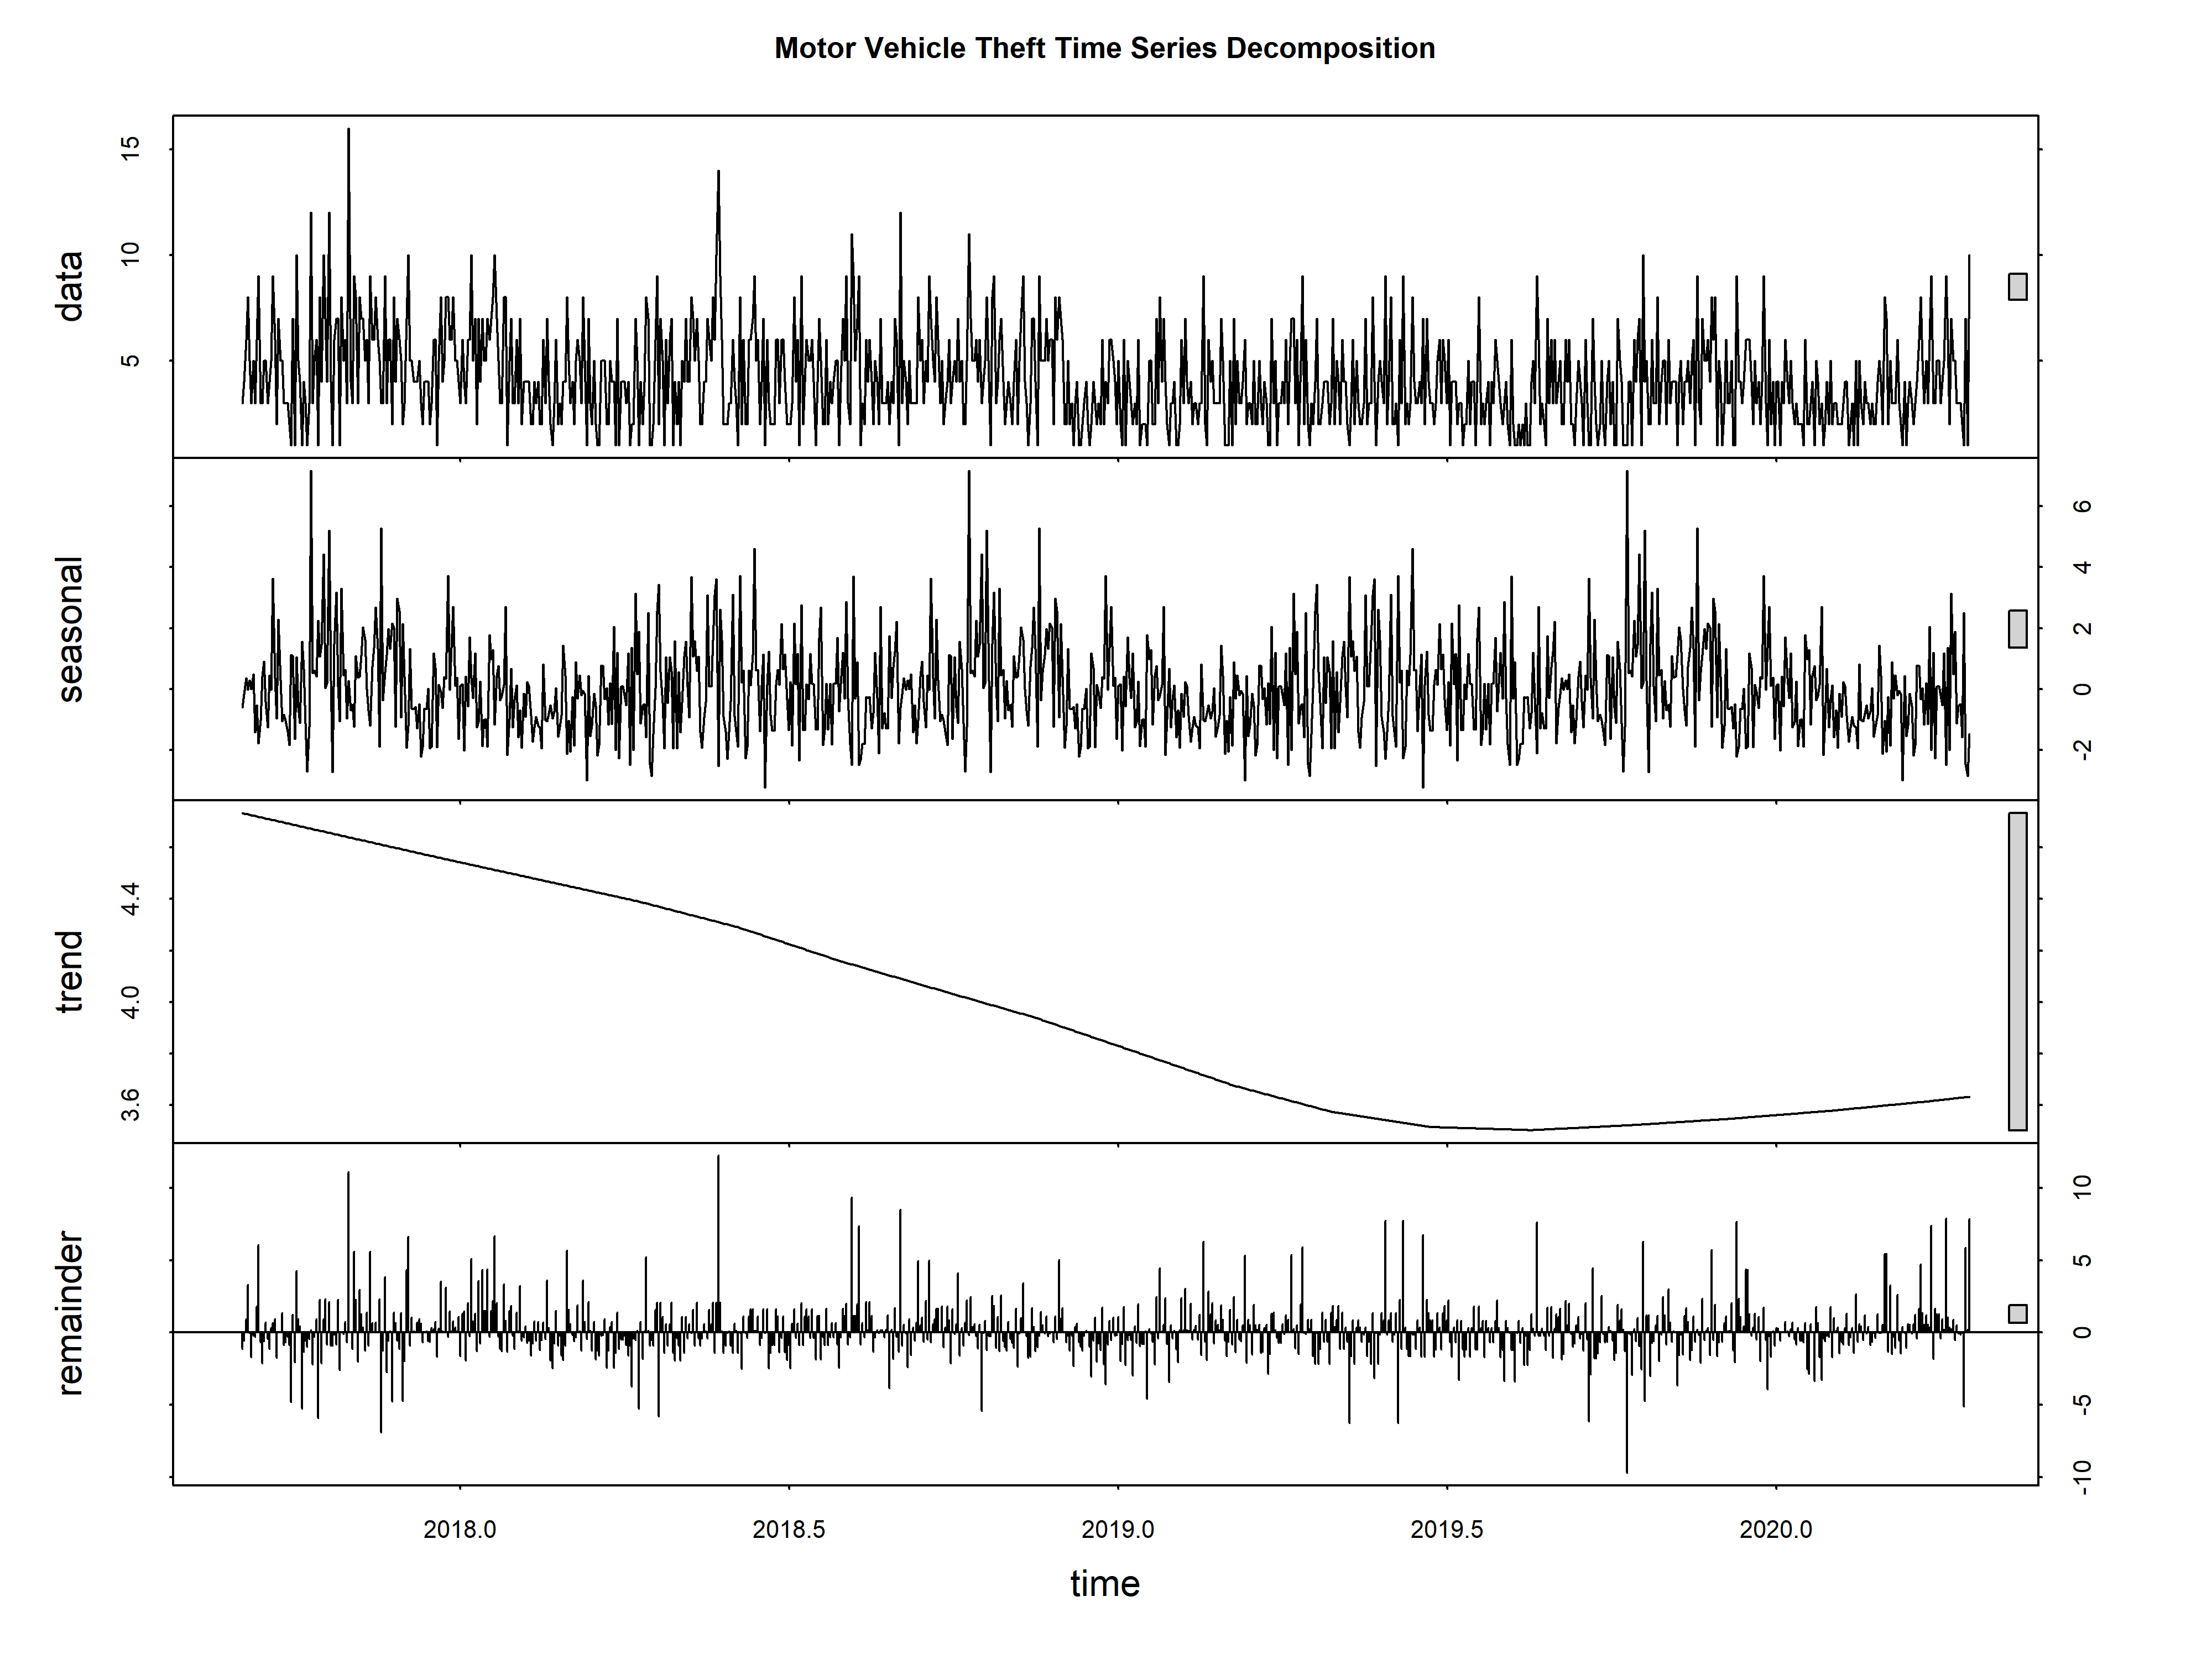 Motor Vehicle Theft Time Series Decomposition
data
5
10
15
seasonal
-2
0
2
4
6
trend
3.6
4.0
4.4
remainder
-10
-5
0
5
10
2018.0 2018.5 2019.0 2019.5 2020.0
time